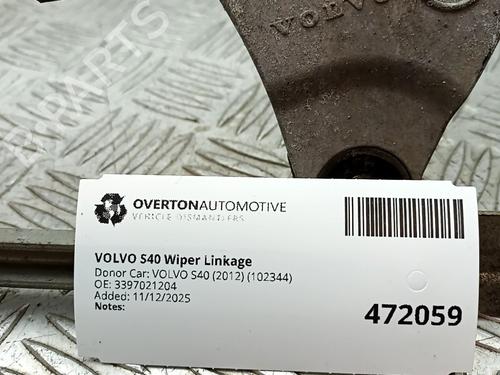 VOLVO
B-PARTS
OVERTONAUTOMOTIVE
VEHICLE DISMANTLERS
VOLVO S40 Wiper Linkage
Donor Car: VOLVO S40 (2012) (102344)
OE: 3397021204
Added: 11/12/2025
Notes:
472059